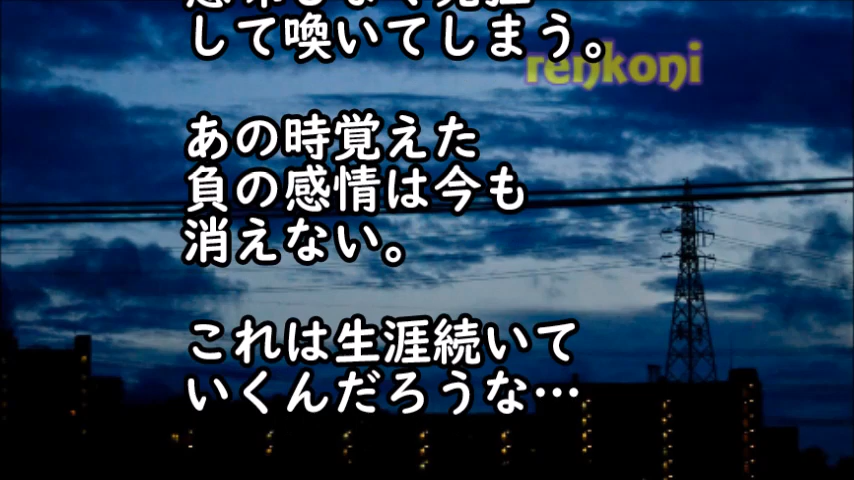 して喚いてしまう。
renkoni
あの時覚えた
負の感情は今も
消えない。
これは生涯続いて
いくんだろうな…